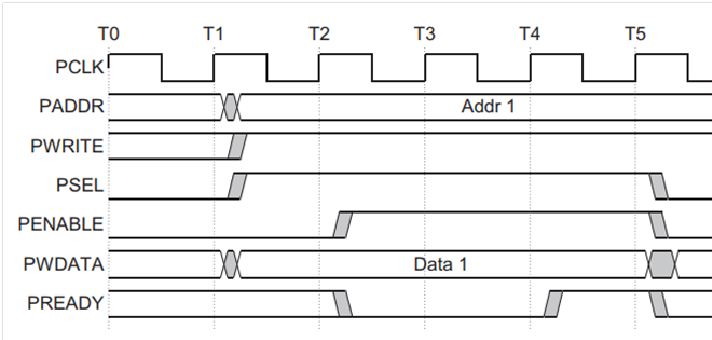 T0 T1 T2 T3 T4 T5
PCLK
PADDR Addr 1
PWRITE
PSEL
PENABLE
PWDATA Data 1
PREADY